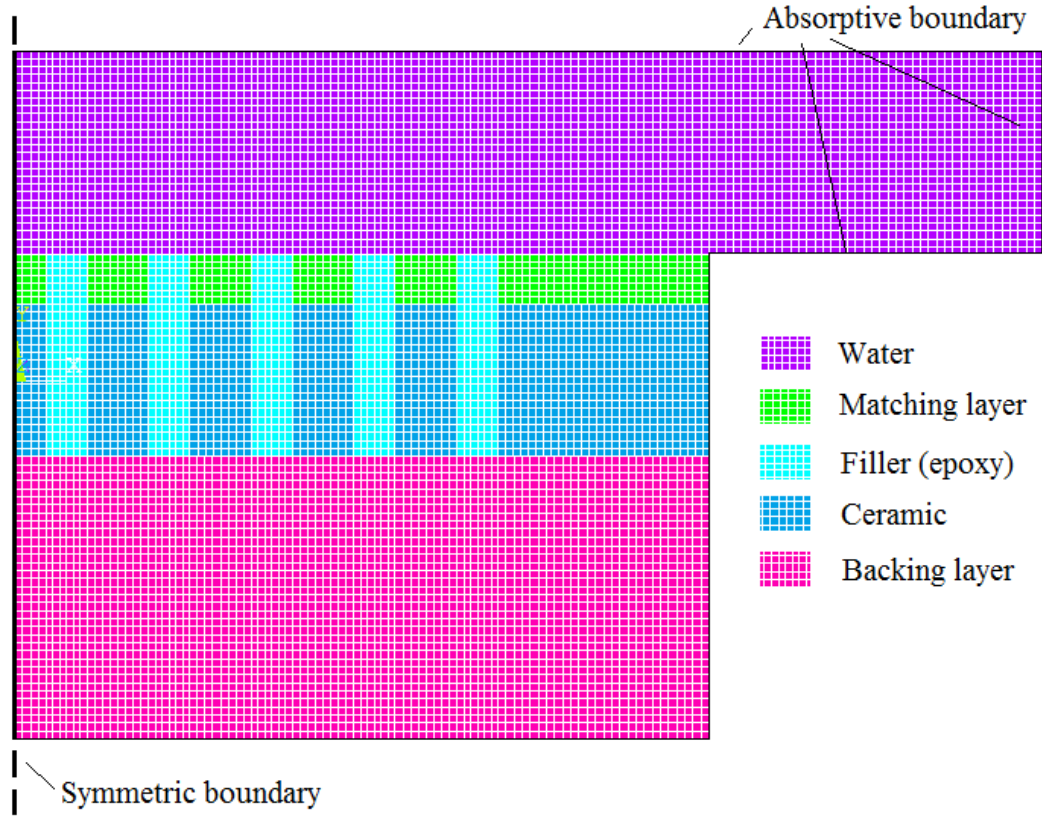 Absorptive boundary
Y
Z
X
Water
Matching layer
Filler (epoxy)
Ceramic
Backing layer
Symmetric boundary